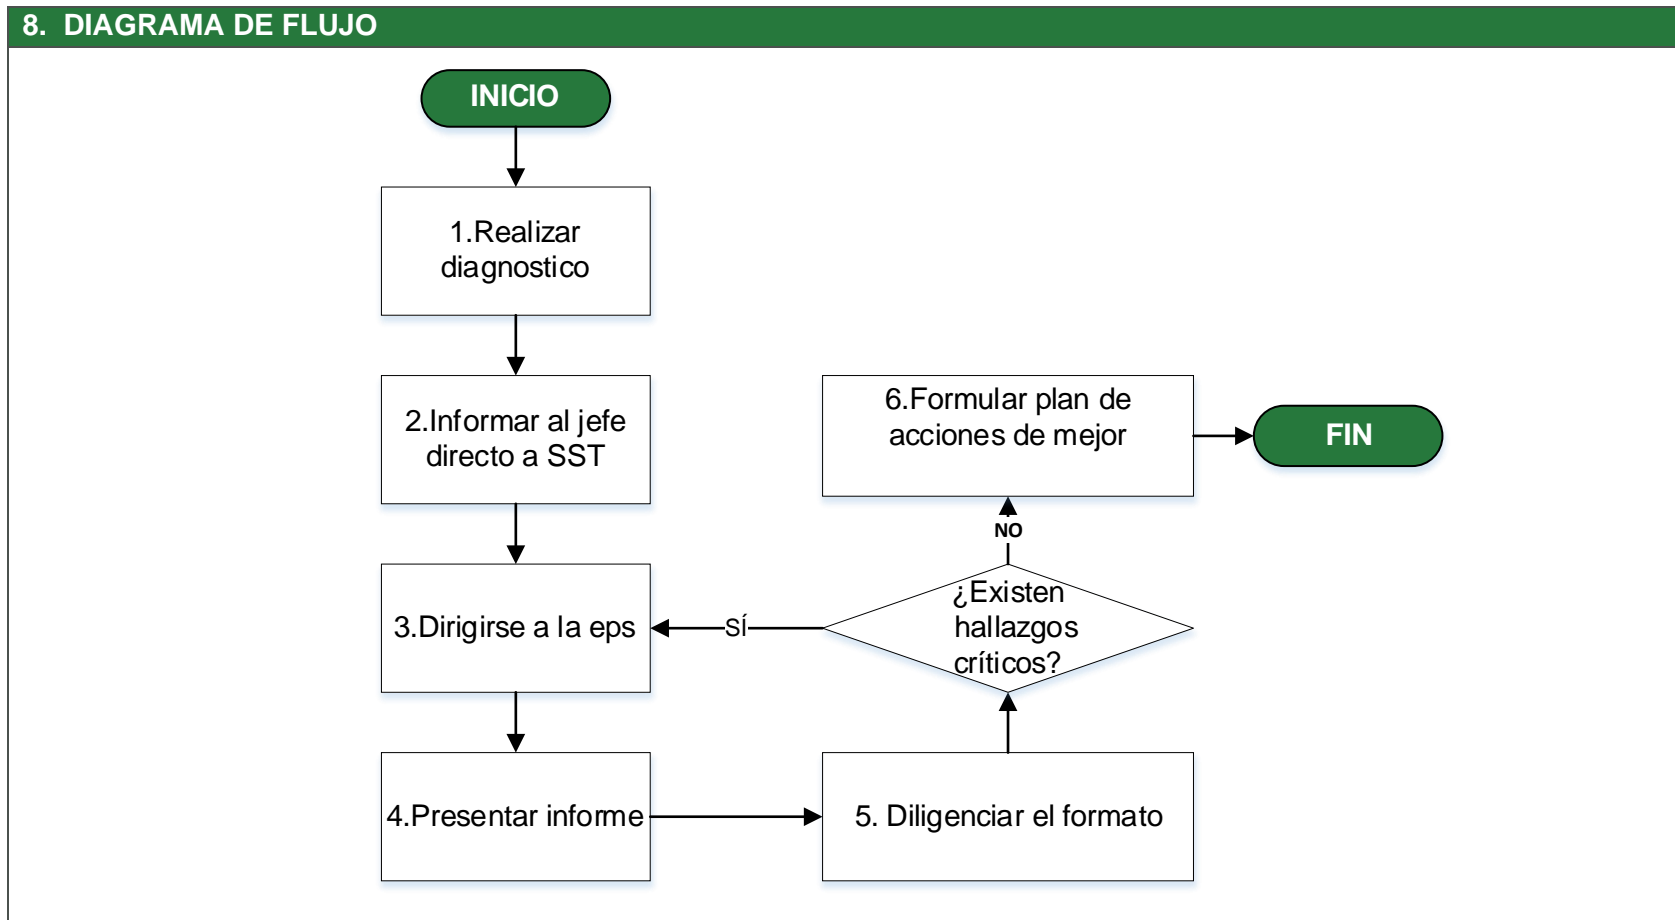 8. DIAGRAMA DE FLUJO
INICIO
1.Realizar
diagnostico
2.Informar al jefe
directo a SST
3.Dirigirse a la eps
4.Presentar informe
5. Diligenciar el formato
¿Existen
hallazgos
críticos?
SÍ
NO
6.Formular plan de
acciones de mejor
FIN